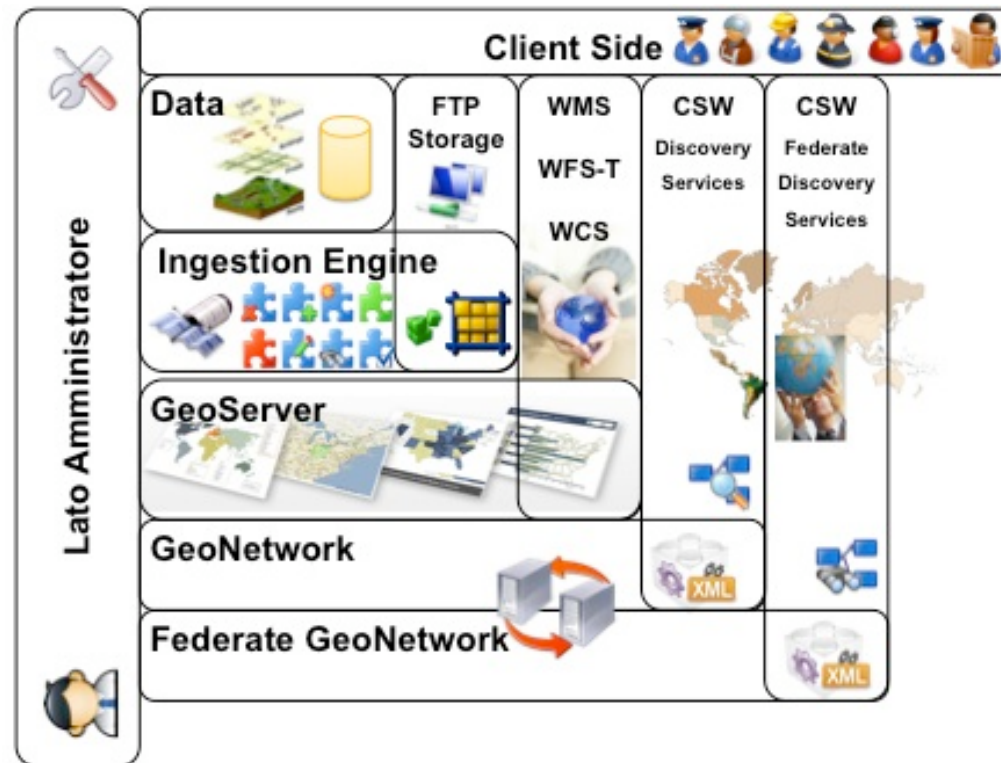 Client Side
Lato Amministratore
Data
FTP
Storage
WMS
WFS-T
WCS
CSW
Discovery
Services
CSW
Federate
Discovery
Services
Ingestion Engine
GeoServer
GeoNetwork
XML
Federate GeoNetwork
XML